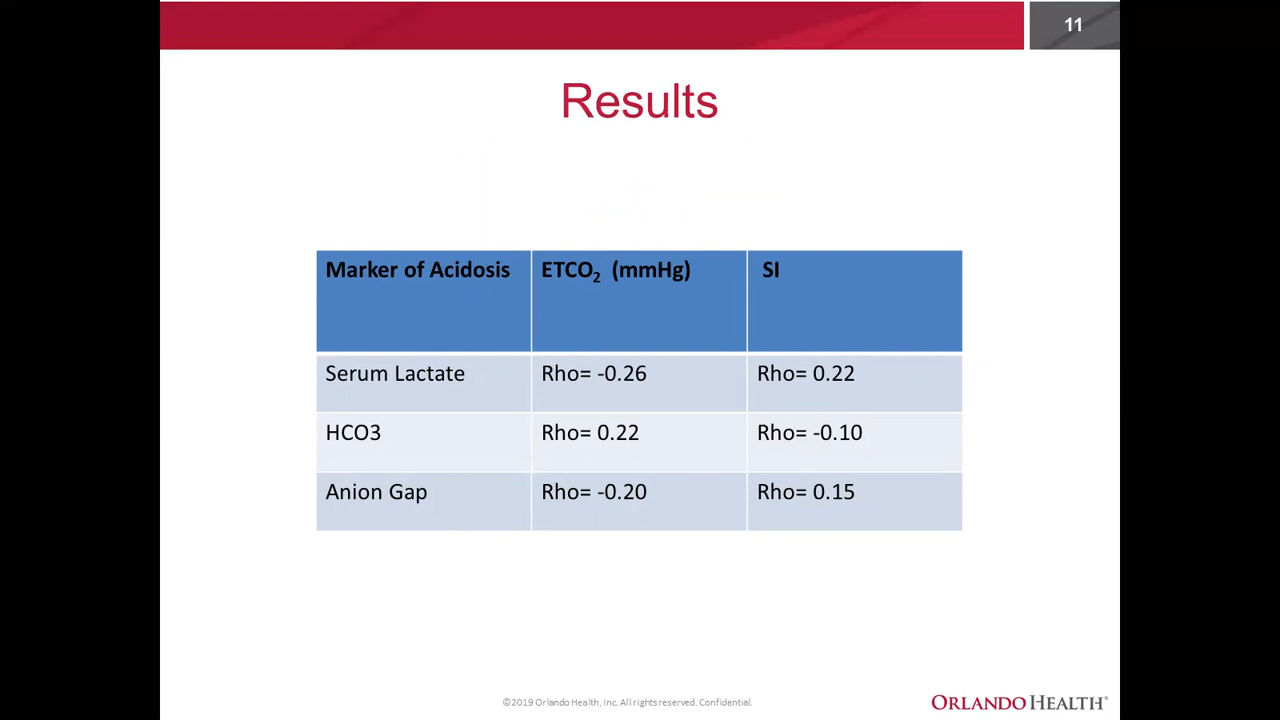 11
Results
Marker of Acidosis ETCO₂ (mmHg) SI
Serum Lactate Rho= -0.26 Rho= 0.22
HCO3 Rho= 0.22 Rho= -0.10
Anion Gap Rho= -0.20 Rho= 0.15
©2019 Orlando Health, Inc. All rights reserved. Confidential.
ORLANDO HEALTH®